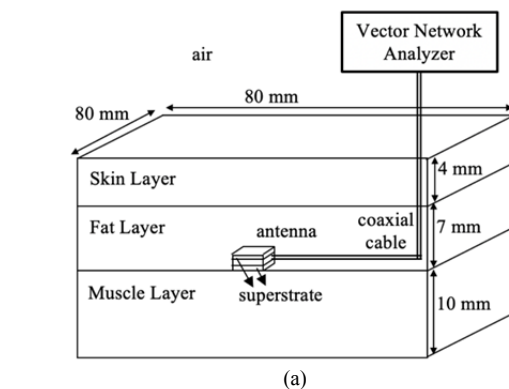 Vector Network
Analyzer
air
80 mm
80 mm
Skin Layer
4 mm
Fat Layer
antenna
coaxial
cable
7 mm
Muscle Layer
superstrate
10 mm
(a)